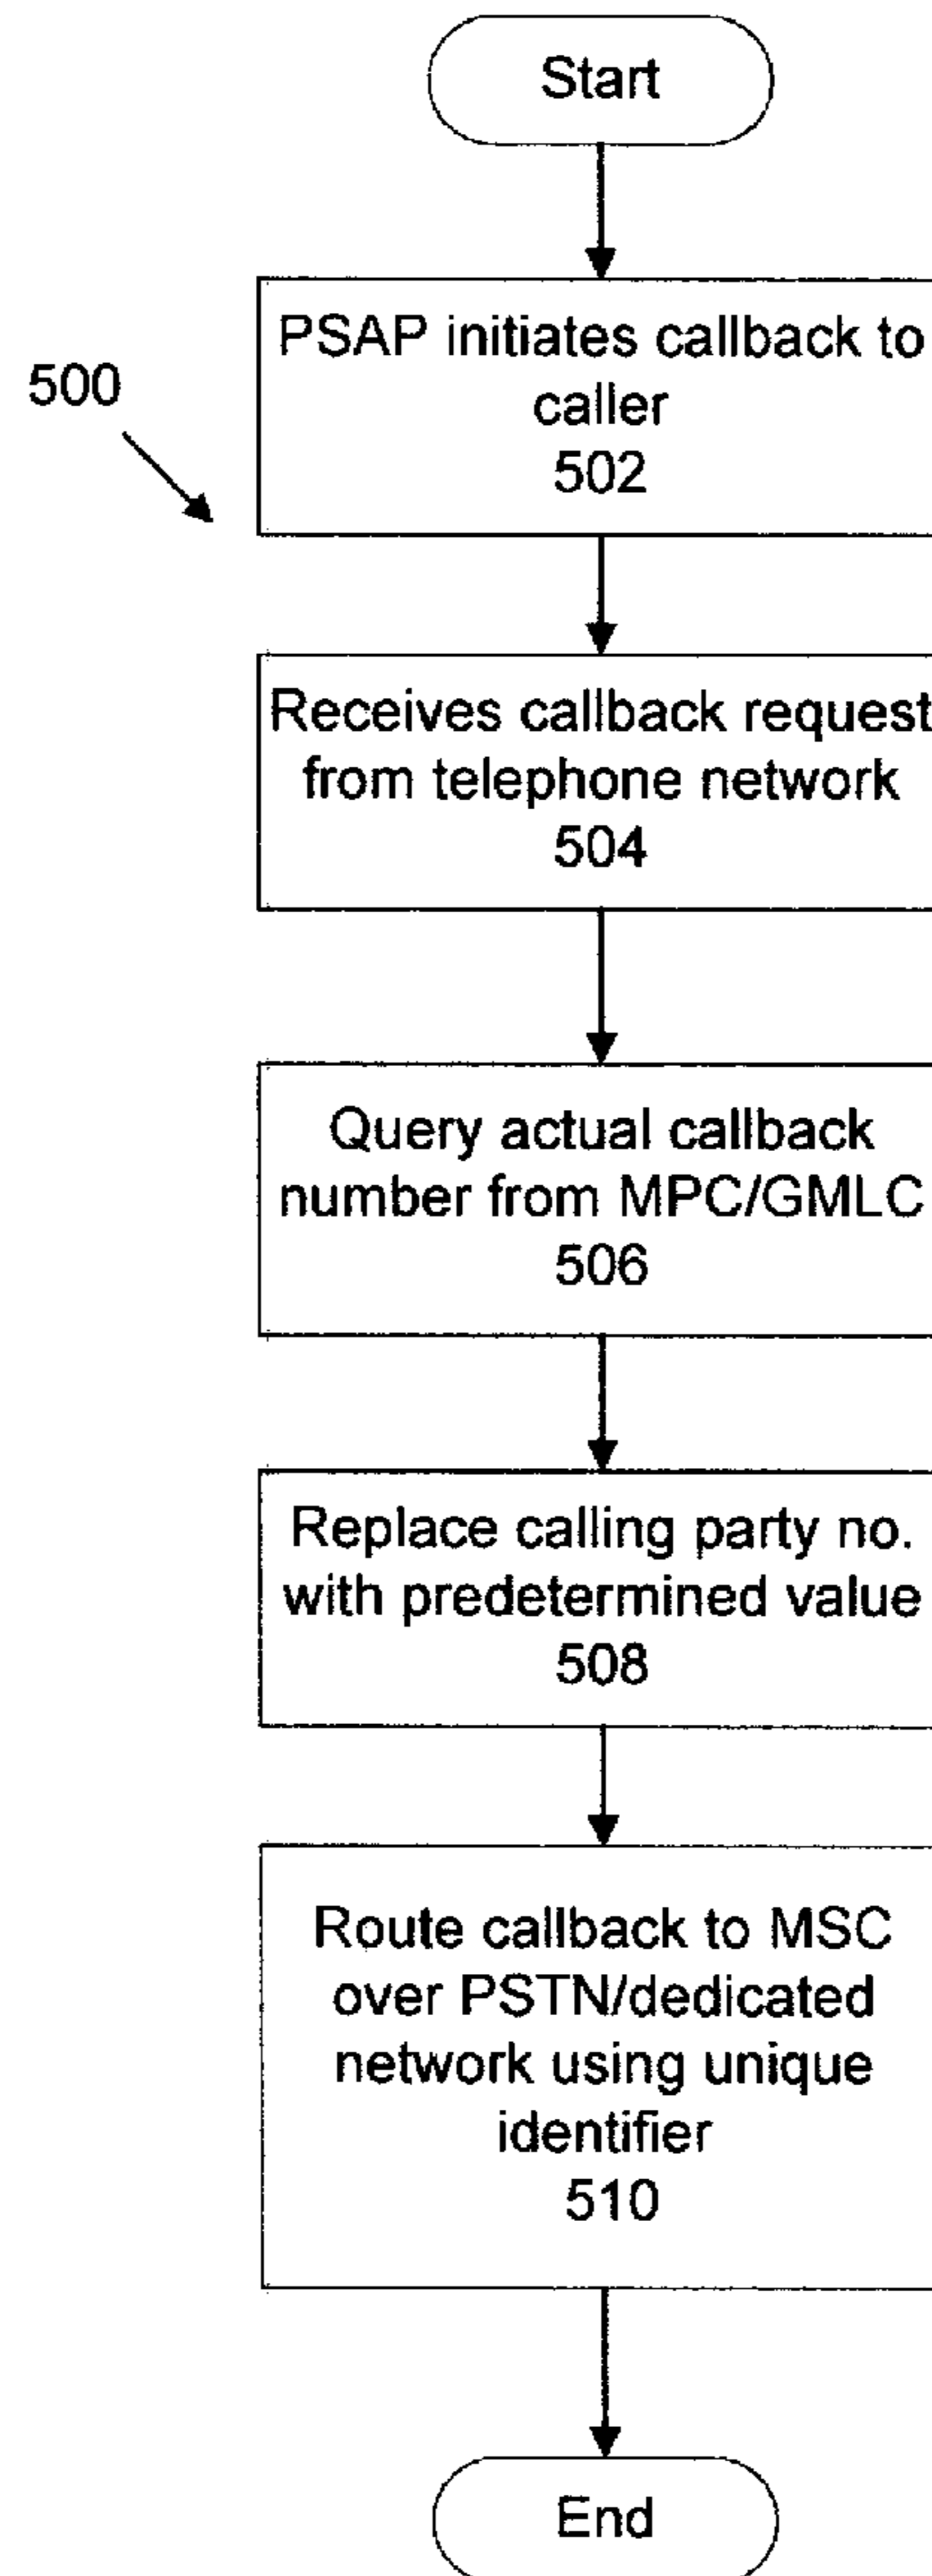 Start
500
PSAP initiates callback to
caller
502
Receives callback request
from telephone network
504
Query actual callback
number from MPC/GMLC
506
Replace calling party no.
with predetermined value
508
Route callback to MSC
over PSTN/dedicated
network using unique
identifier
510
End